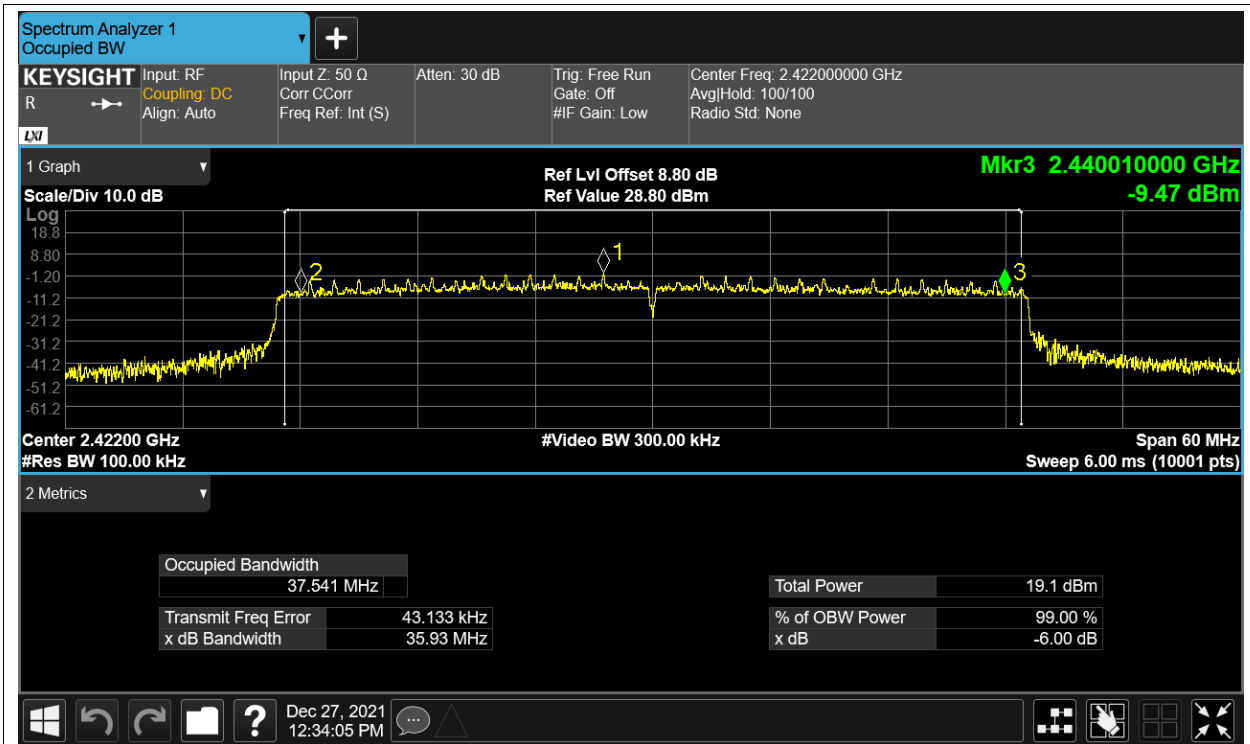 Spectrum Analyzer 1
Occupied BW
KEYSIGHT
R
LXI
Input: RF
Coupling: DC
Align: Auto
Input Z: 50 Ω
Corr CCorr
Freq Ref: Int (S)
Atten: 30 dB
Trig: Free Run
Gate: Off
#IF Gain: Low
Center Freq: 2.422000000 GHz
Avg|Hold: 100/100
Radio Std: None
1 Graph
Scale/Div 10.0 dB
Ref Lvl Offset 8.80 dB
Ref Value 28.80 dBm
Mkr3 2.440010000 GHz
-9.47 dBm
Log
18.8
8.80
-1.20
-11.2
-21.2
-31.2
-41.2
-51.2
-61.2
2
1
3
Center 2.42200 GHz
#Res BW 100.00 kHz
#Video BW 300.00 kHz
Span 60 MHz
Sweep 6.00 ms (10001 pts)
2 Metrics
Occupied Bandwidth
37.541 MHz
Transmit Freq Error 43.133 kHz
x dB Bandwidth 35.93 MHz
Total Power 19.1 dBm
% of OBW Power 99.00 %
x dB -6.00 dB
?
Dec 27, 2021
12:34:05 PM